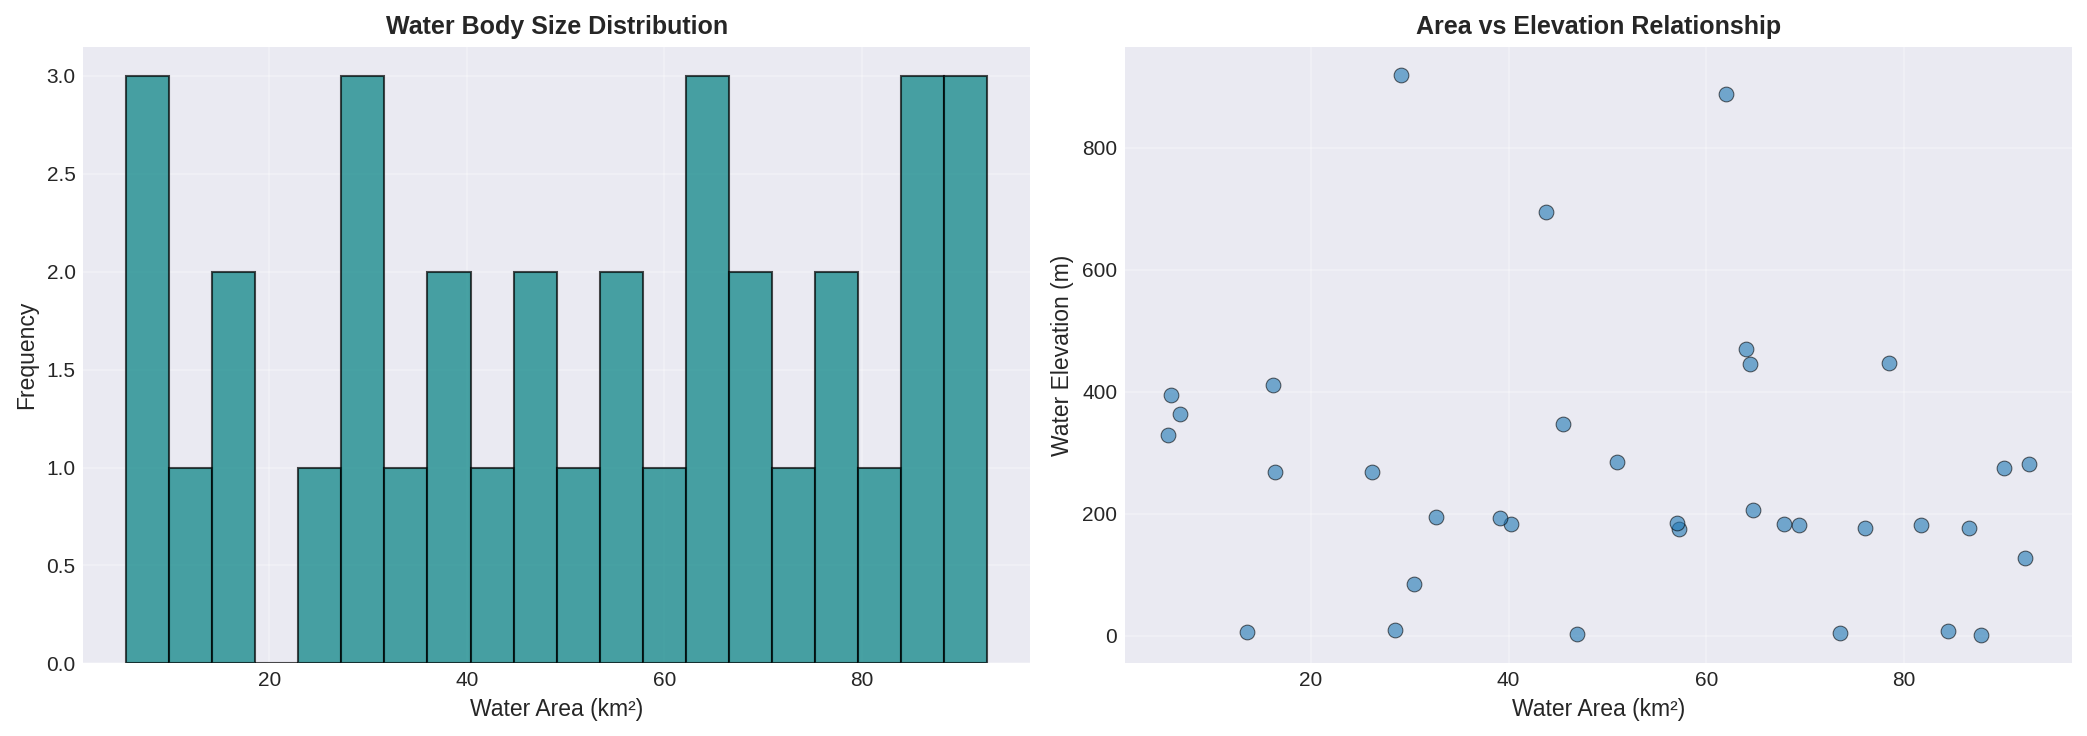 Water Body Size Distribution
3.0
2.5
2.0
1.5
1.0
0.5
0.0
Frequency
20 40 60 80
Water Area (km²)
Area vs Elevation Relationship
800
600
400
200
0
Water Elevation (m)
20 40 60 80
Water Area (km²)